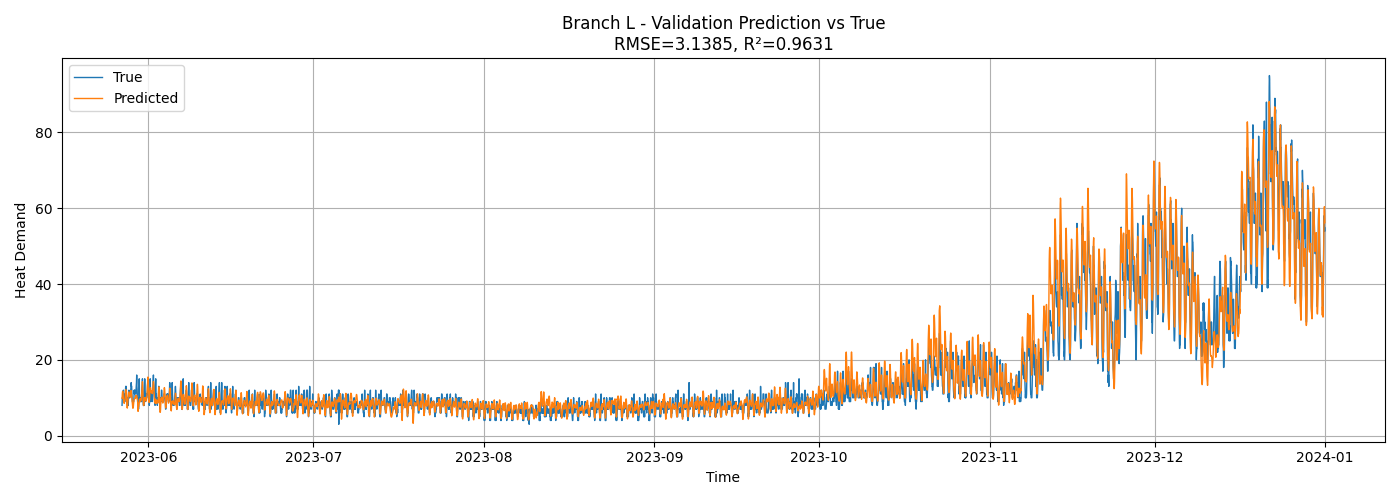 Branch L - Validation Prediction vs True
RMSE=3.1385, R²=0.9631
True
Predicted
Heat Demand
80
60
40
20
0
2023-06
2023-07
2023-08
2023-09
2023-10
2023-11
2023-12
2024-01
Time